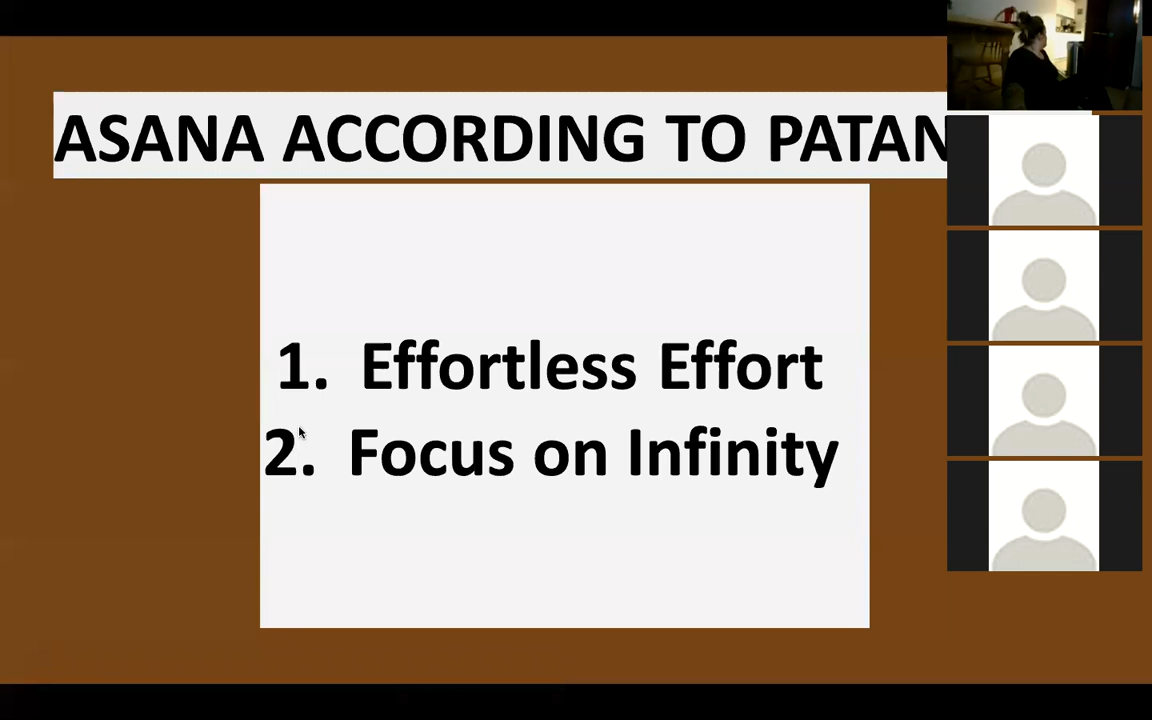 ASANA ACCORDING TO PATAN
1. Effortless Effort
2. Focus on Infinity